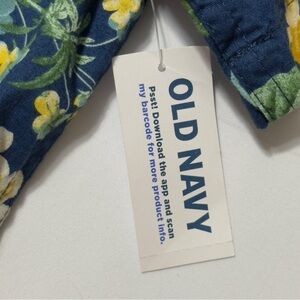 OLD NAVY
Psst! Download the app and scan
my barcode for more product info.